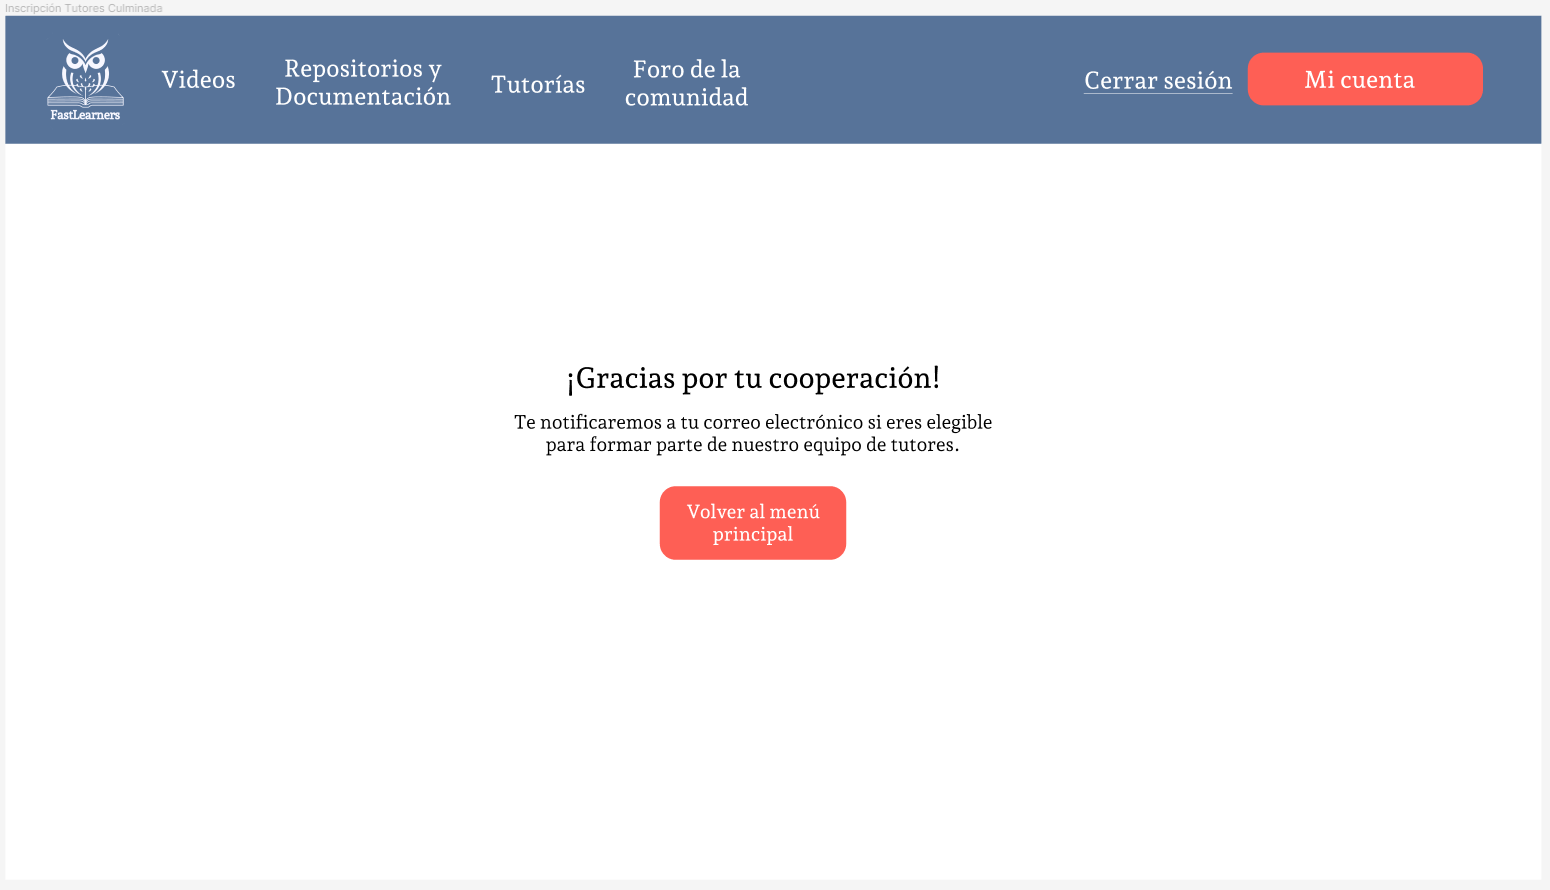 Inscripción Tutores Culminada
FastLearners
Videos
Repositorios y
Documentación
Tutorías
Foro de la
comunidad
Cerrar sesión
Mi cuenta
¡Gracias por tu cooperación!
Te notificaremos a tu correo electrónico si eres elegible
para formar parte de nuestro equipo de tutores.
Volver al menú
principal